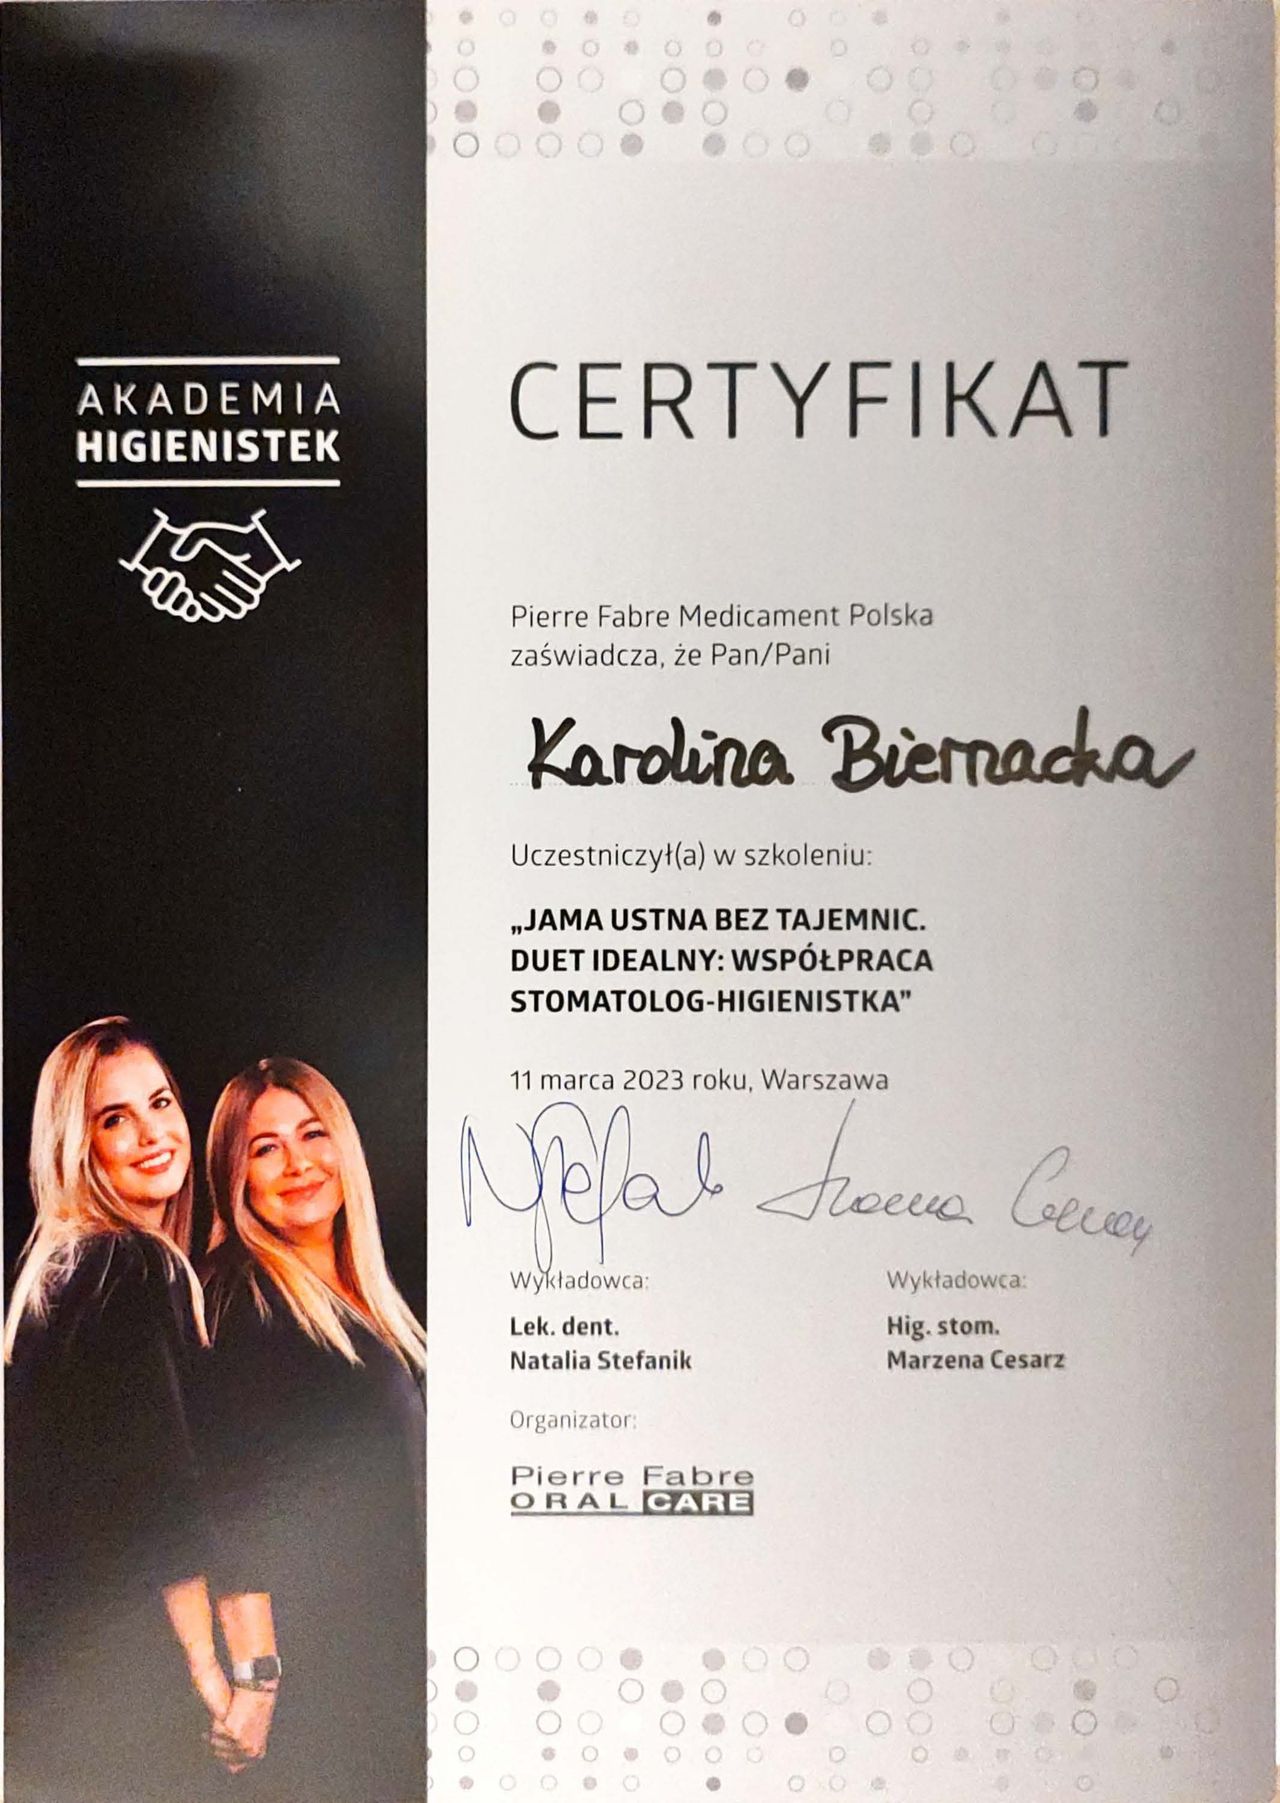 AKADEMIA
HIGIENISTEK
CERTYFIKAT
Pierre Fabre Medicament Polska
zaświadcza, że Pan/Pani
Karolina Biernacka
Uczestniczył(a) w szkoleniu:
„JAMA USTNA BEZ TAJEMNIC.
DUET IDEALNY: WSPÓŁPRACA
STOMATOLOG-HIGIENISTKA”
11 marca 2023 roku, Warszawa
Wykładowca:
Lek. dent.
Natalia Stefanik
Wykładowca:
Hig. stom.
Marzena Cesarz
Organizator:
Pierre Fabre
ORAL CARE